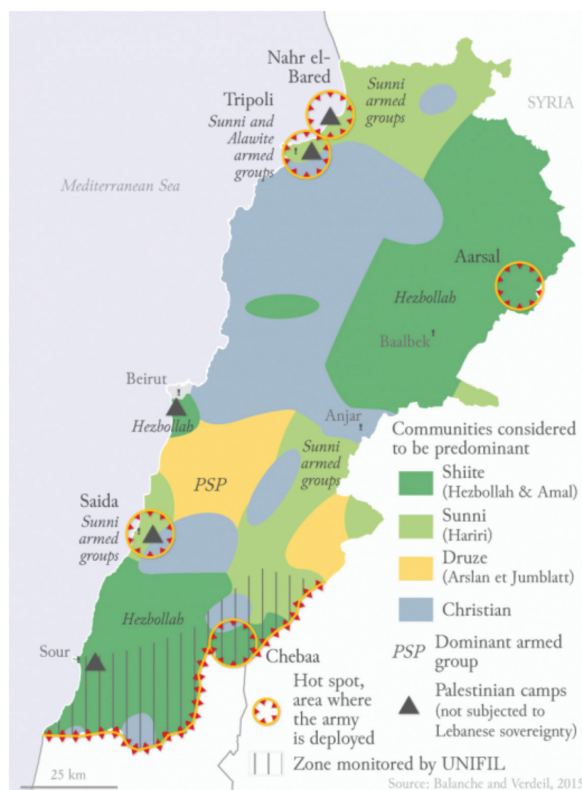 Nahr el-
Bared
Sunni
armed
groups
SYRIA
Tripoli
Sunni and
Alawite
armed
groups
Mediterranean Sea
Aarsal
Hezbollah
Baalbek
Beirut
Hezbollah
Anjar
Sunni
armed
groups
PSP
Saida
Sunni
armed
groups
Hezbollah
Sour
Chebaa
Communities considered
to be predominant
Shiite
(Hezbollah & Amal)
Sunni
(Hariri)
Druze
(Arslan et Jumblatt)
Christian
PSP Dominant armed
group
Palestinian camps
(not subjected to
Lebanese sovereignty)
Hot spot,
area where
the army
is deployed
Zone monitored by UNIFIL
25 km
Source: Balanche and Verdeil, 2015